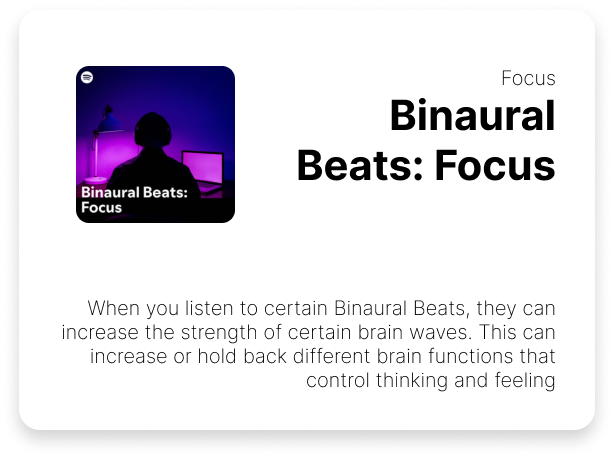 Focus
Binaural
Beats: Focus
Binaural Beats:
Focus
When you listen to certain Binaural Beats, they can
increase the strength of certain brain waves. This can
increase or hold back different brain functions that
control thinking and feeling